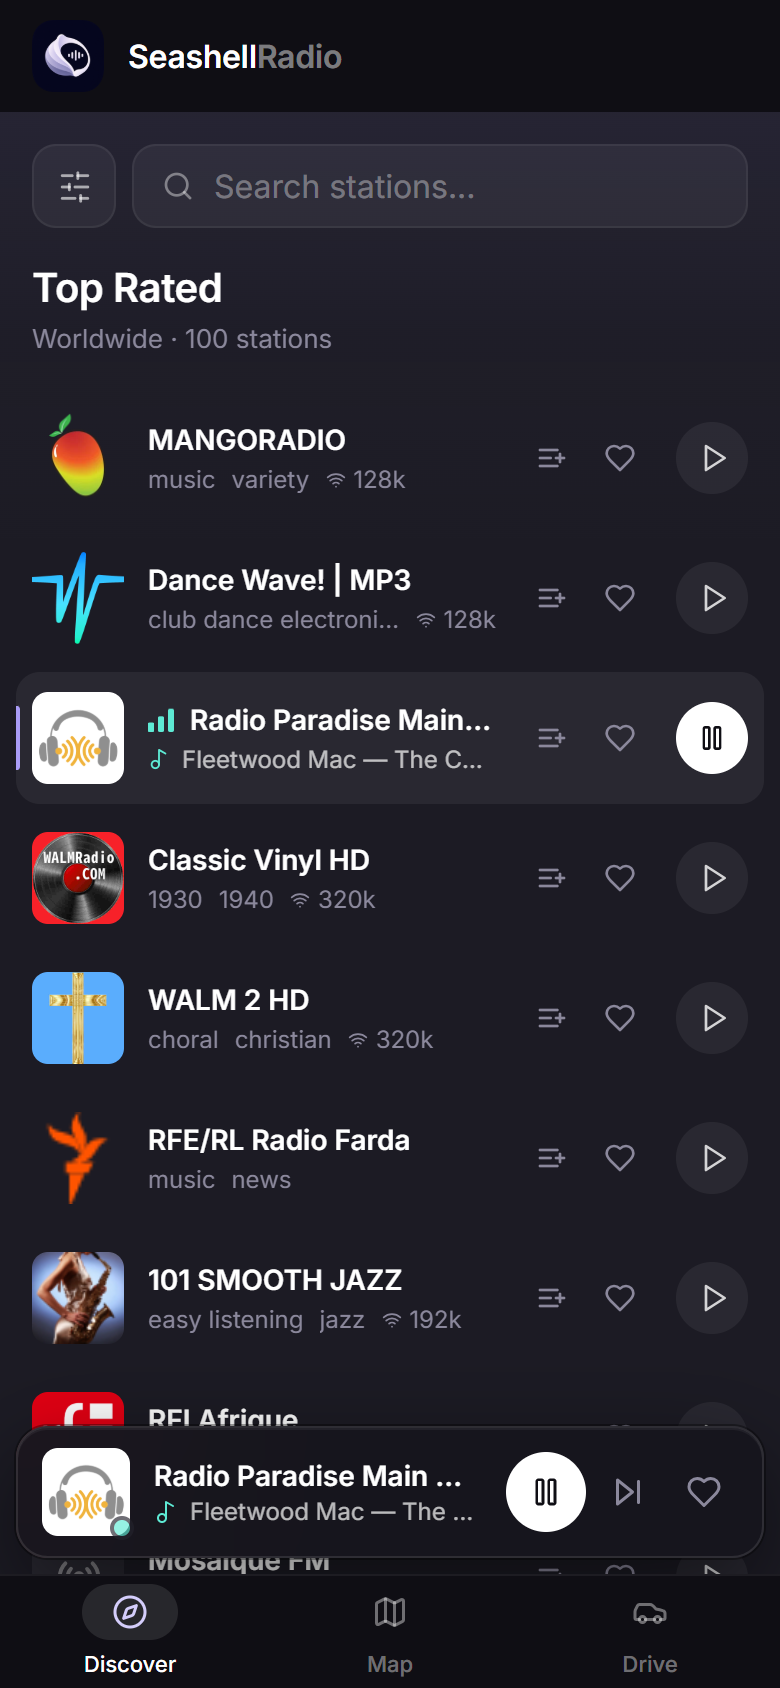 SeashellRadio
Search stations...
Top Rated
Worldwide · 100 stations
MANGORADIO
music variety 128k
Dance Wave! | MP3
club dance electroni... 128k
Radio Paradise Main...
Fleetwood Mac — The C...
WALMRadio
.COM
Classic Vinyl HD
1930 1940 320k
WALM 2 HD
choral christian 320k
RFE/RL Radio Farda
music news
101 SMOOTH JAZZ
easy listening jazz 192k
RFI Afrique
Radio Paradise Main ...
Fleetwood Mac — The ...
Mosaique FM
Discover
Map
Drive